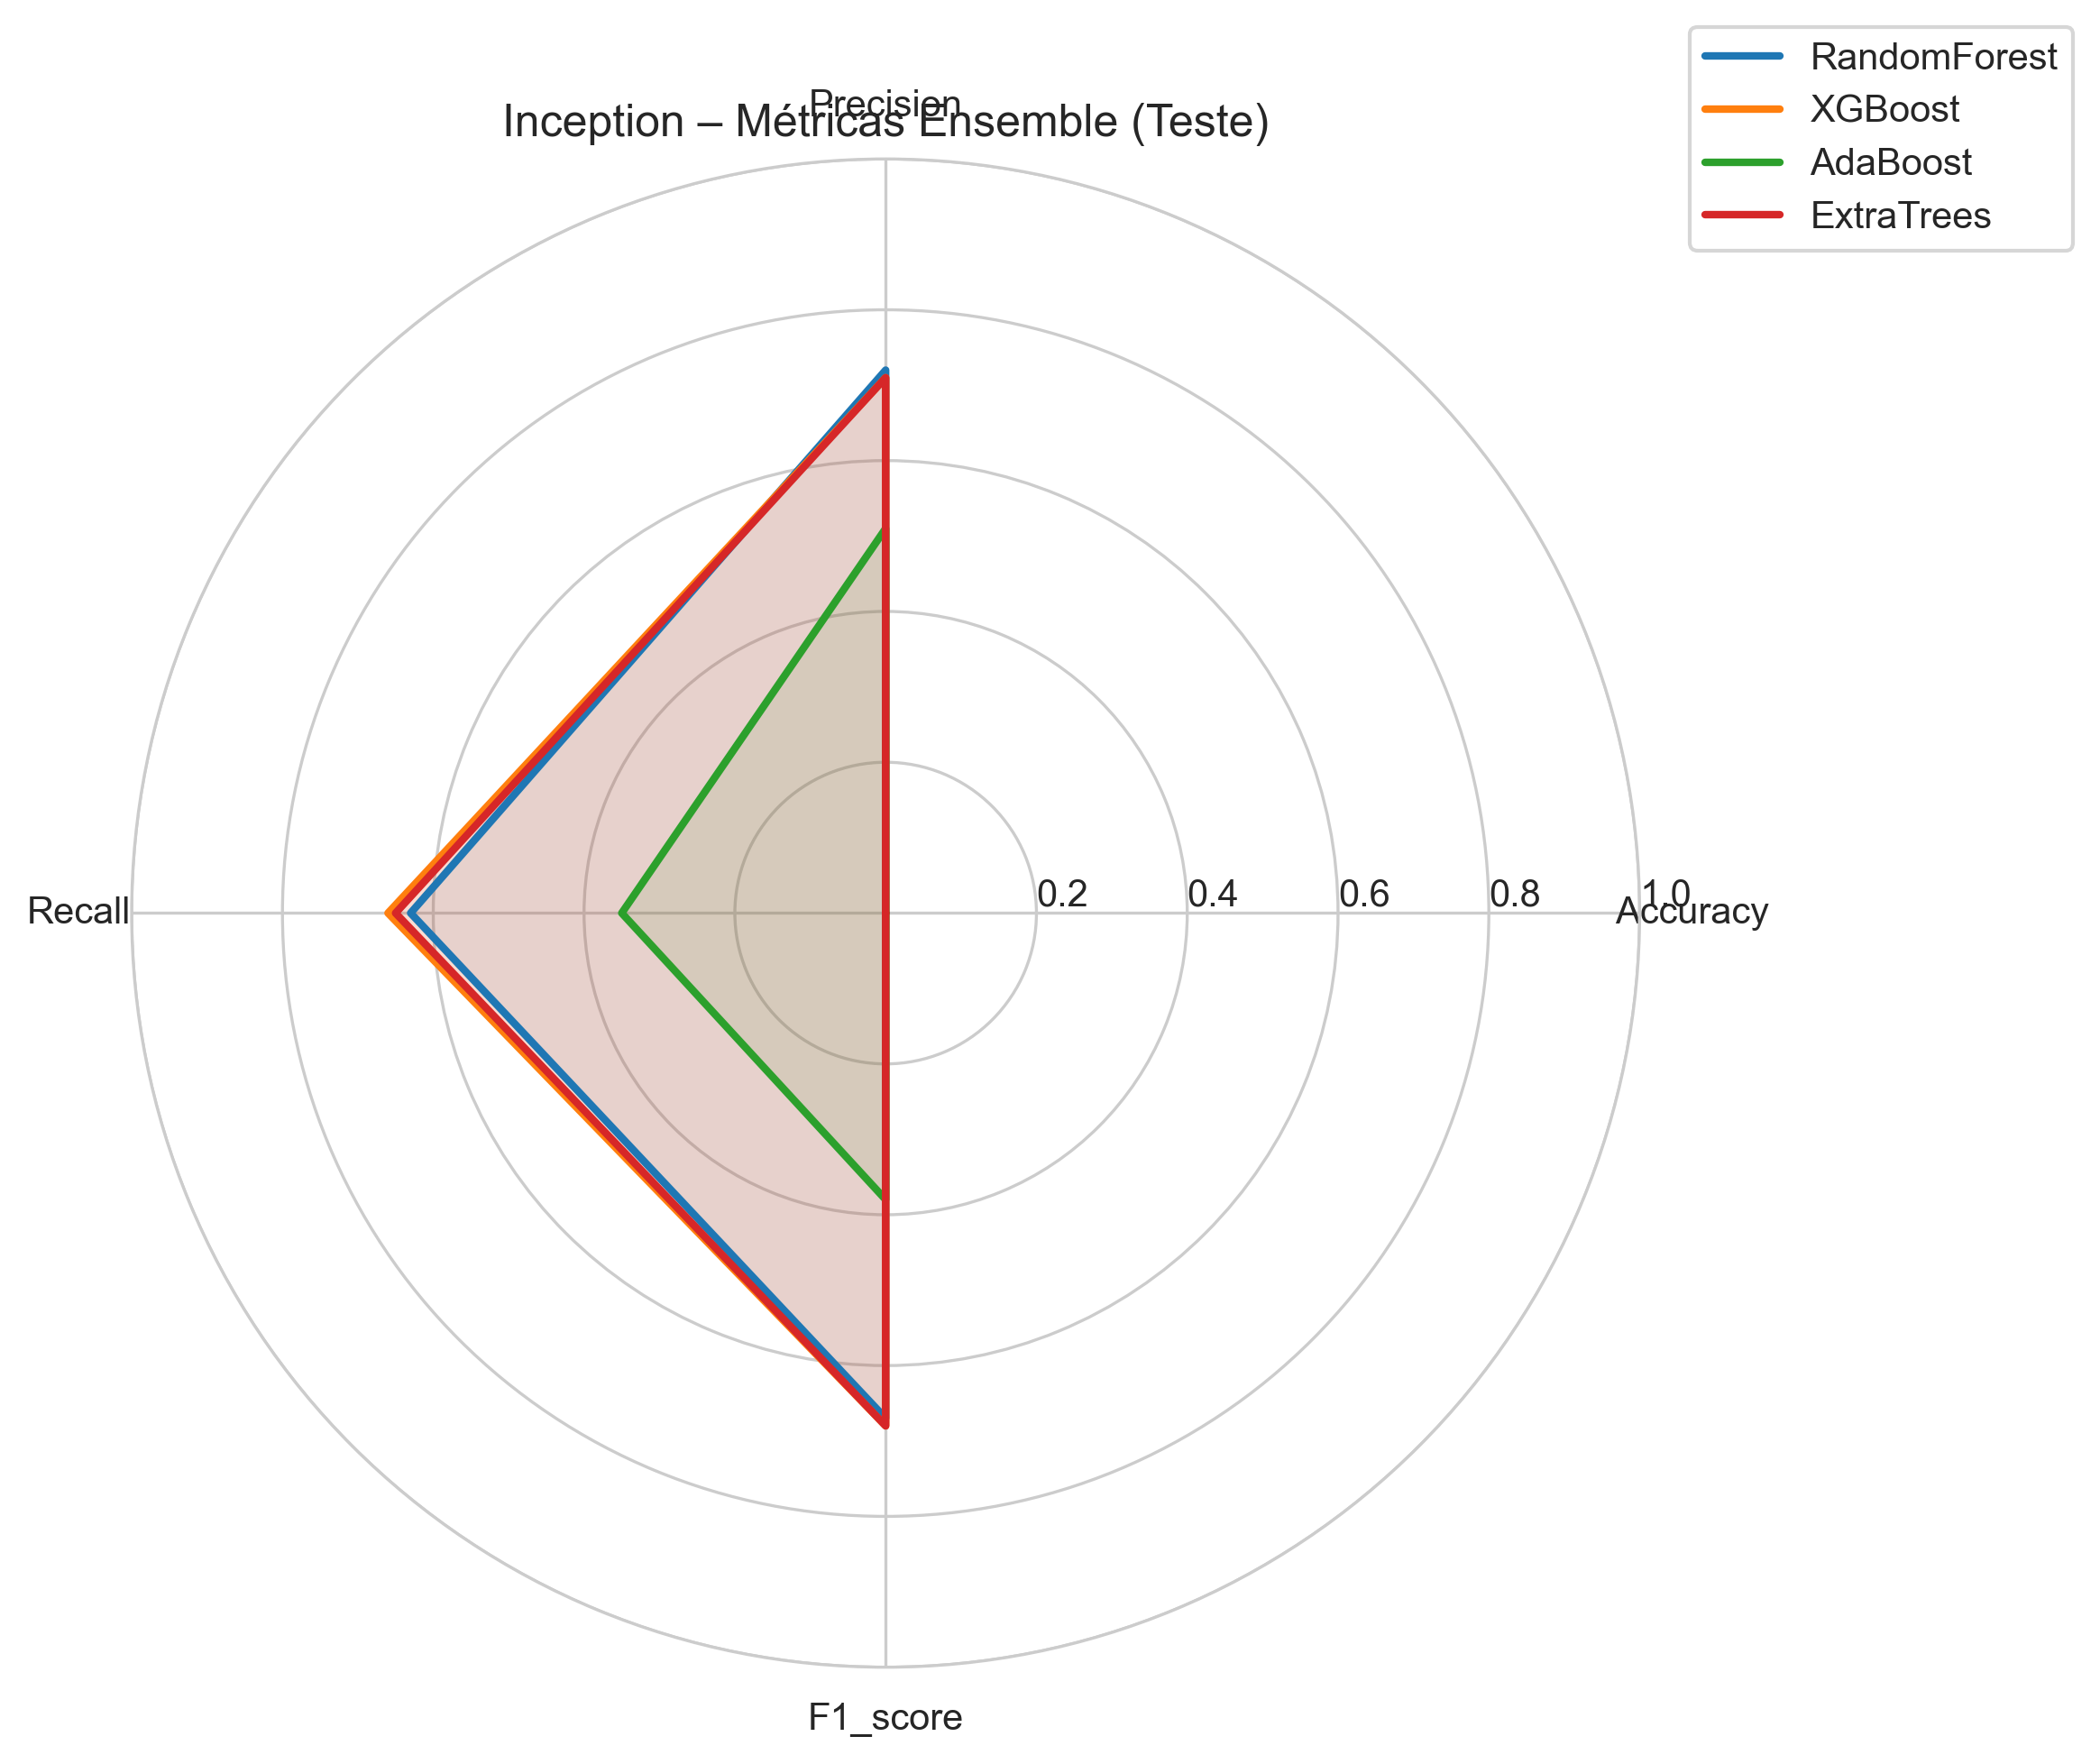 Precision
Inception – Métricas Ensemble (Teste)
RandomForest
XGBoost
AdaBoost
ExtraTrees
Recall
0.2
0.4
0.6
0.8
1.0
Accuracy
F1_score